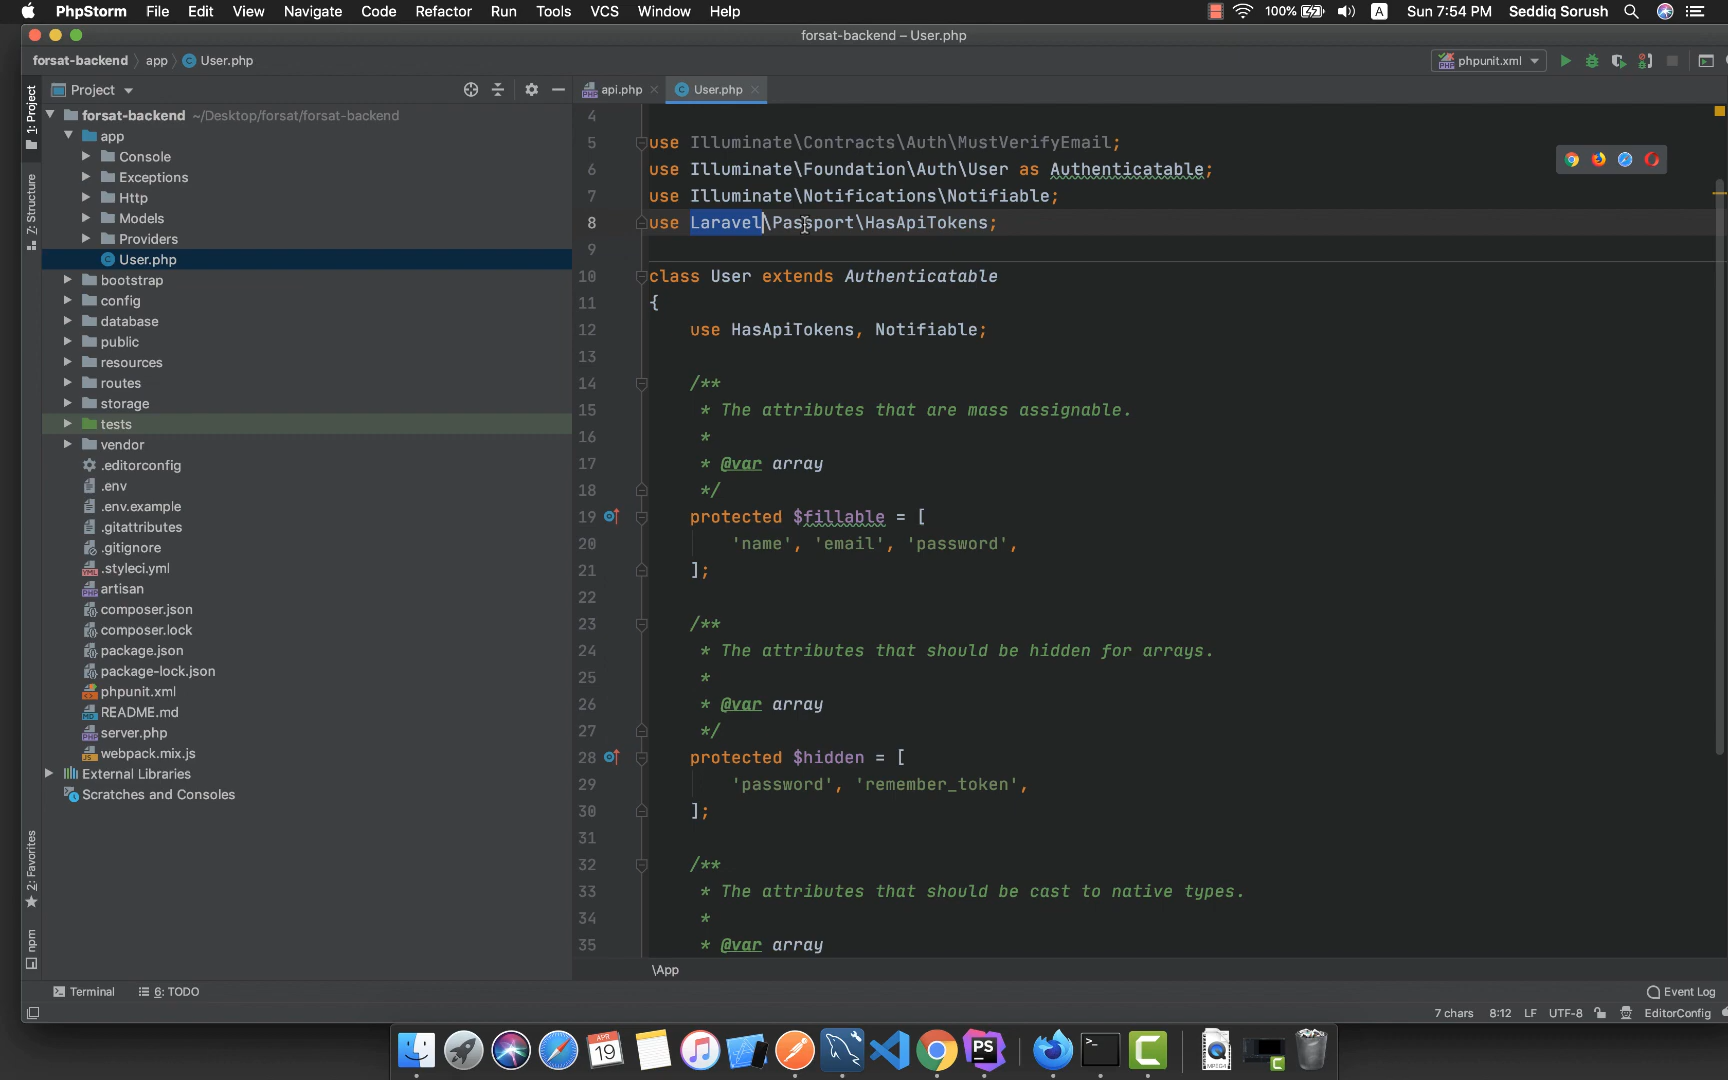 PhpStorm File Edit View Navigate Code Refactor Run Tools VCS Window Help 100% A Sun 7:54 PM Seddiq Sorush
forsat-backend – User.php
forsat-backend app User.php phpunit.xml
Project api.php User.php
1: Project
7: Structure
2: Favorites
npm
forsat-backend ~/Desktop/forsat/forsat-backend
app
Console
Exceptions
Http
Models
Providers
User.php
bootstrap
config
database
public
resources
routes
storage
tests
vendor
.editorconfig
.env
.env.example
.gitattributes
.gitignore
.styleci.yml
artisan
composer.json
composer.lock
package.json
package-lock.json
phpunit.xml
README.md
server.php
webpack.mix.js
External Libraries
Scratches and Consoles
4
5 use Illuminate\Contracts\Auth\MustVerifyEmail;
6 use Illuminate\Foundation\Auth\User as Authenticatable;
7 use Illuminate\Notifications\Notifiable;
8 use Laravel\Passport\HasApiTokens;
9
10 class User extends Authenticatable
11 {
12 use HasApiTokens, Notifiable;
13
14 /**
15 * The attributes that are mass assignable.
16 *
17 * @var array
18 */
19 protected $fillable = [
20 'name', 'email', 'password',
21 ];
22
23 /**
24 * The attributes that should be hidden for arrays.
25 *
26 * @var array
27 */
28 protected $hidden = [
29 'password', 'remember_token',
30 ];
31
32 /**
33 * The attributes that should be cast to native types.
34 *
35 * @var array
\App
Terminal 6: TODO Event Log
7 chars 8:12 LF UTF-8 EditorConfig
APR
19
PS